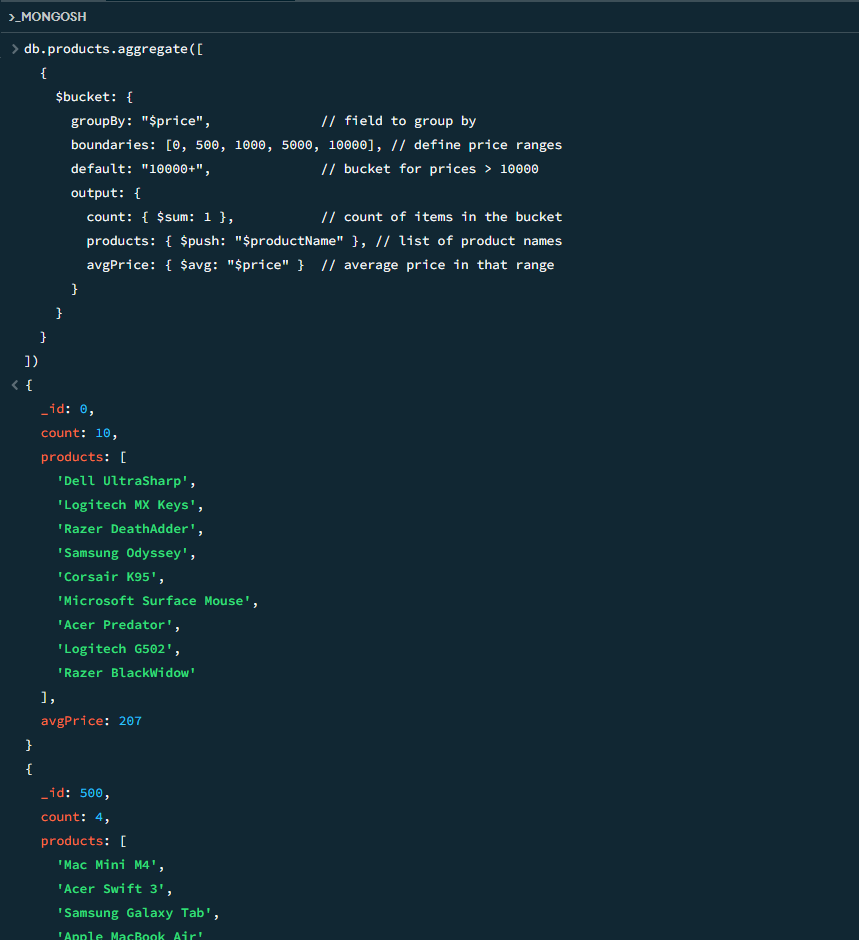 >_MONGOSH
> db.products.aggregate([
  {
    $bucket: {
      groupBy: "$price",              // field to group by
      boundaries: [0, 500, 1000, 5000, 10000], // define price ranges
      default: "10000+",              // bucket for prices > 10000
      output: {
        count: { $sum: 1 },           // count of items in the bucket
        products: { $push: "$productName" }, // list of product names
        avgPrice: { $avg: "$price" }  // average price in that range
      }
    }
  }
])
< {
  _id: 0,
  count: 10,
  products: [
    'Dell UltraSharp',
    'Logitech MX Keys',
    'Razer DeathAdder',
    'Samsung Odyssey',
    'Corsair K95',
    'Microsoft Surface Mouse',
    'Acer Predator',
    'Logitech G502',
    'Razer BlackWidow'
  ],
  avgPrice: 207
}
{
  _id: 500,
  count: 4,
  products: [
    'Mac Mini M4',
    'Acer Swift 3',
    'Samsung Galaxy Tab',
    'Apple MacBook Air'